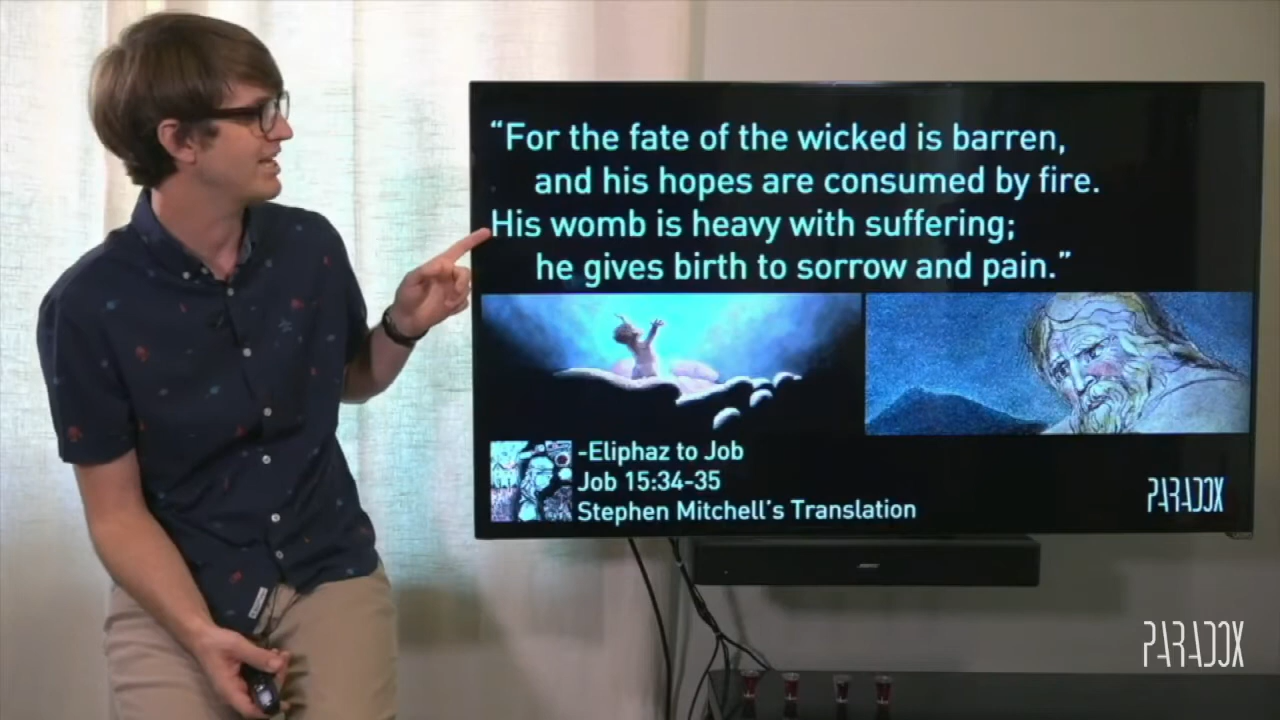 “For the fate of the wicked is barren,
and his hopes are consumed by fire.
His womb is heavy with suffering;
he gives birth to sorrow and pain.”
-Eliphaz to Job
Job 15:34-35
Stephen Mitchell’s Translation
PARADOX
BOSE
PARADOX